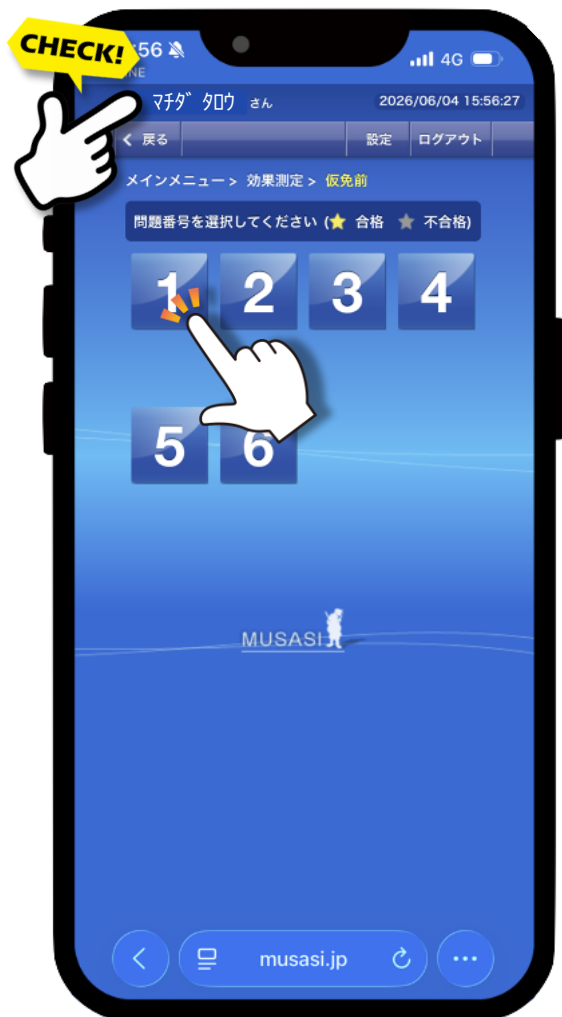 CHECK!
:56
4G
ﾏﾁﾀﾞ ﾀﾛｳ さん 2026/06/04 15:56:27
戻る 設定 ログアウト
メインメニュー > 効果測定 > 仮免前
問題番号を選択してください (★ 合格 ★ 不合格)
1 2 3 4
5 6
MUSASI
musasi.jp